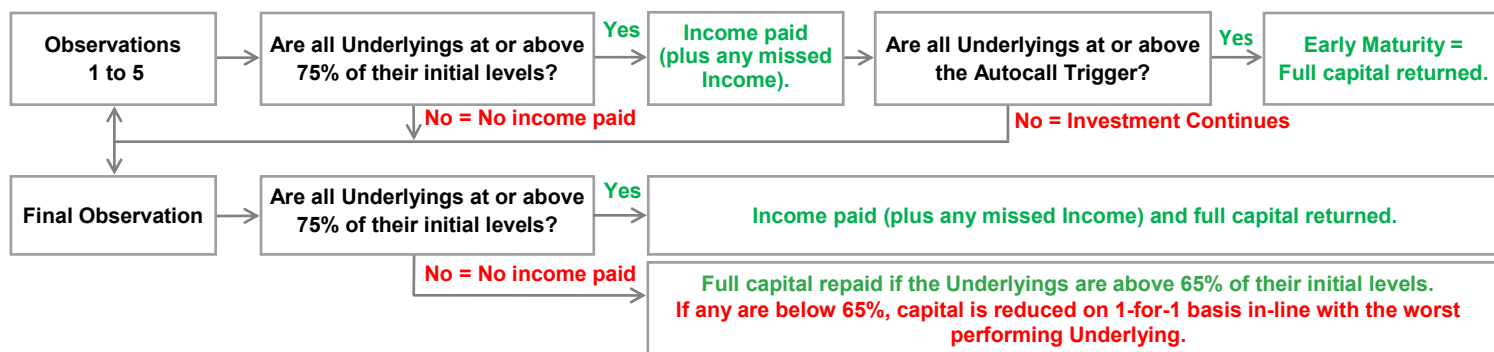 Observations
1 to 5
Are all Underlyings at or above
75% of their initial levels?
Yes
Income paid
(plus any missed
Income).
Are all Underlyings at or above
the Autocall Trigger?
Yes
Early Maturity =
Full capital returned.
No = No income paid
No = Investment Continues
Final Observation
Are all Underlyings at or above
75% of their initial levels?
Yes
Income paid (plus any missed Income) and full capital returned.
No = No income paid
Full capital repaid if the Underlyings are above 65% of their initial levels.
If any are below 65%, capital is reduced on 1-for-1 basis in-line with the worst
performing Underlying.